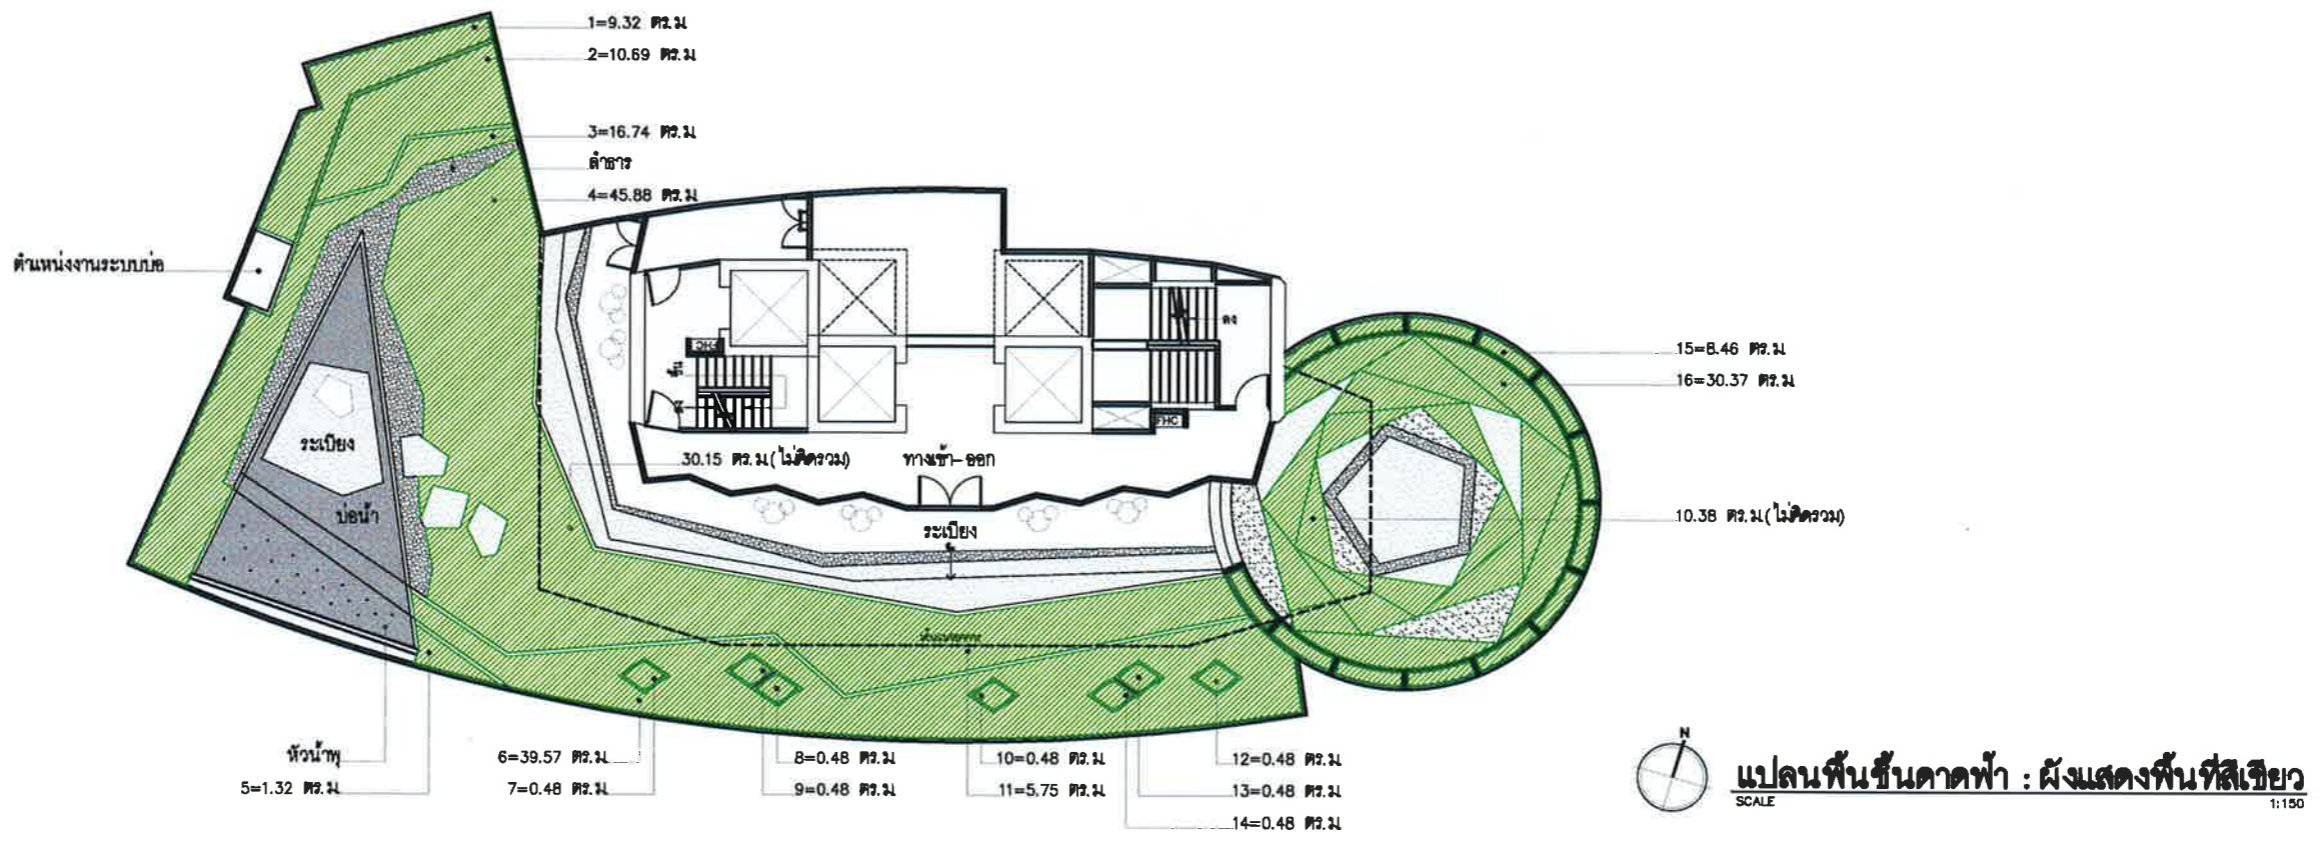 1=9.32 ตร.ม
2=10.69 ตร.ม
3=16.74 ตร.ม
ลำธาร
4=45.88 ตร.ม
ตำแหน่งงานระบบบ่อ
ลง
FHC
ขึ้น
ลง
FHC
15=8.46 ตร.ม
16=30.37 ตร.ม
ระเบียง
30.15 ตร.ม(ไม่คิดรวม)
ทางเข้า-ออก
บ่อน้ำ
ระเบียง
10.38 ตร.ม(ไม่คิดรวม)
หัวน้ำพุ
5=1.32 ตร.ม
6=39.57 ตร.ม
7=0.48 ตร.ม
8=0.48 ตร.ม
9=0.48 ตร.ม
10=0.48 ตร.ม
11=5.75 ตร.ม
12=0.48 ตร.ม
13=0.48 ตร.ม
14=0.48 ตร.ม
N
แปลนพื้นชั้นดาดฟ้า : ผังแสดงพื้นที่สีเขียว
SCALE 1:150